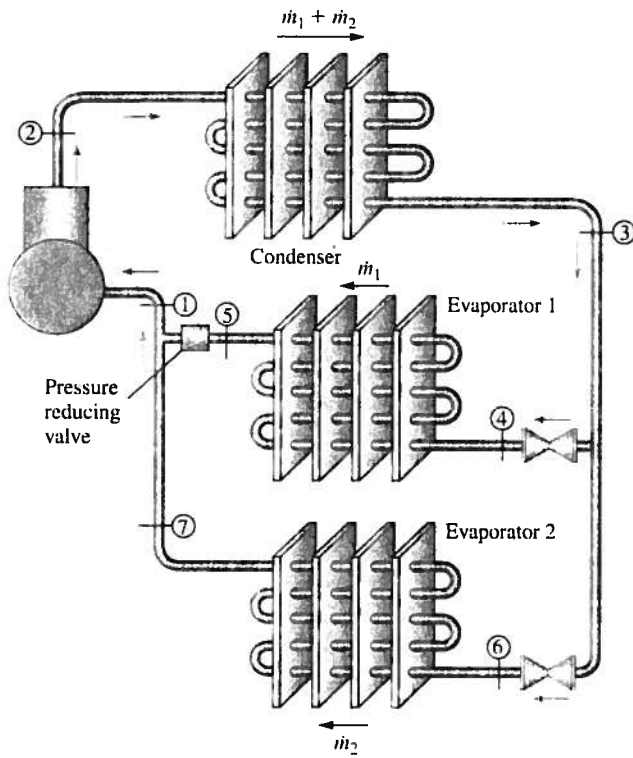 ṁ₁ + ṁ₂
②
③
Condenser
ṁ₁
Evaporator 1
①
⑤
Pressure
reducing
valve
④
⑦
Evaporator 2
⑥
ṁ₂